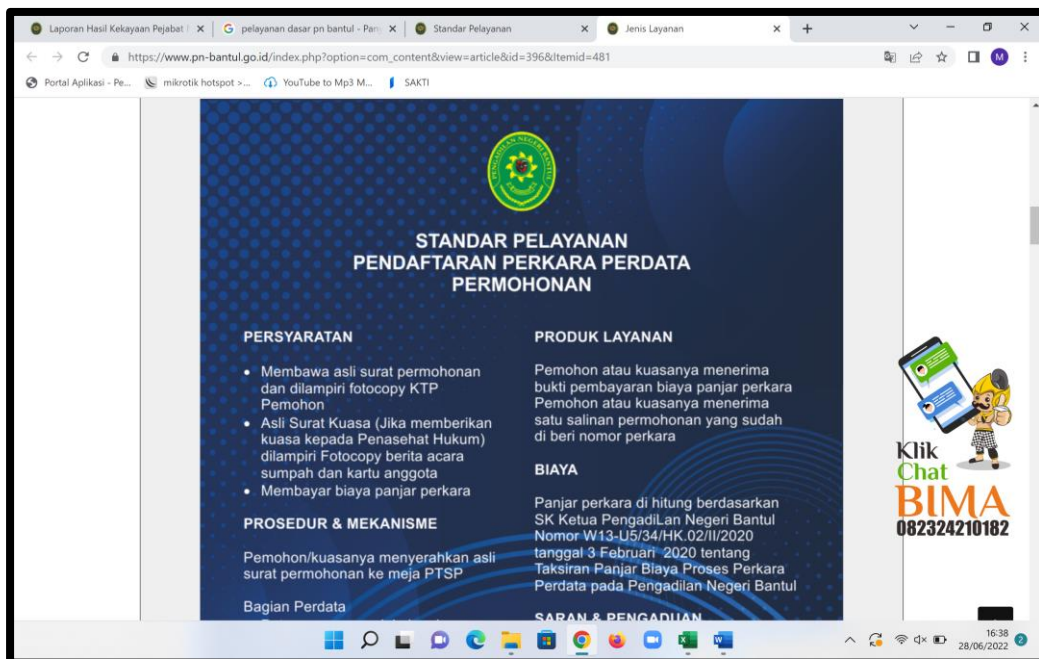 Laporan Hasil Kekayaan Pejabat
pelayanan dasar pn bantul - Pan
Standar Pelayanan
Jenis Layanan
https://www.pn-bantul.go.id/index.php?option=com_content&view=article&id=396&Itemid=481
M
Portal Aplikasi - Pe...
mikrotik hotspot >...
YouTube to Mp3 M...
SAKTI
PENGADILAN NEGERI BANTUL
STANDAR PELAYANAN
PENDAFTARAN PERKARA PERDATA
PERMOHONAN
PERSYARATAN
• Membawa asli surat permohonan
dan dilampiri fotocopy KTP
Pemohon
• Asli Surat Kuasa (Jika memberikan
kuasa kepada Penasehat Hukum)
dilampiri Fotocopy berita acara
sumpah dan kartu anggota
• Membayar biaya panjar perkara
PROSEDUR & MEKANISME
Pemohon/kuasanya menyerahkan asli
surat permohonan ke meja PTSP
Bagian Perdata
PRODUK LAYANAN
Pemohon atau kuasanya menerima
bukti pembayaran biaya panjar perkara
Pemohon atau kuasanya menerima
satu salinan permohonan yang sudah
di beri nomor perkara
BIAYA
Panjar perkara di hitung berdasarkan
SK Ketua PengadiLan Negeri Bantul
Nomor W13-U5/34/HK.02/II/2020
tanggal 3 Februari 2020 tentang
Taksiran Panjar Biaya Proses Perkara
Perdata pada Pengadilan Negeri Bantul
SARAN & PENGADUAN
Klik
Chat
BIMA
082324210182
16:38
28/06/2022
2